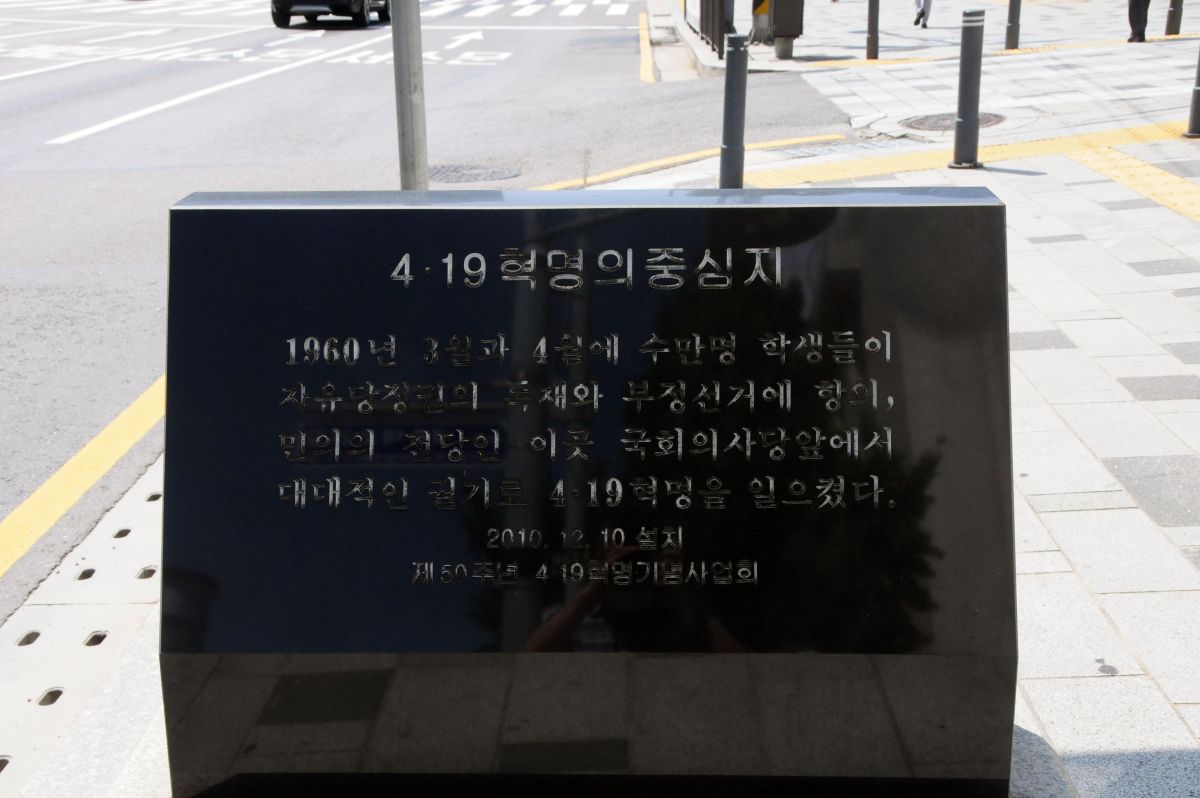 4·19혁명의중심지
1960년 3월과 4월에 수만명 학생들이
자유당정권의 독재와 부정선거에 항의,
민의의 전당인 이곳 국회의사당앞에서
대대적인 궐기로 4·19혁명을 일으켰다.
2010. 12. 10 설치
제50주년 4·19혁명기념사업회